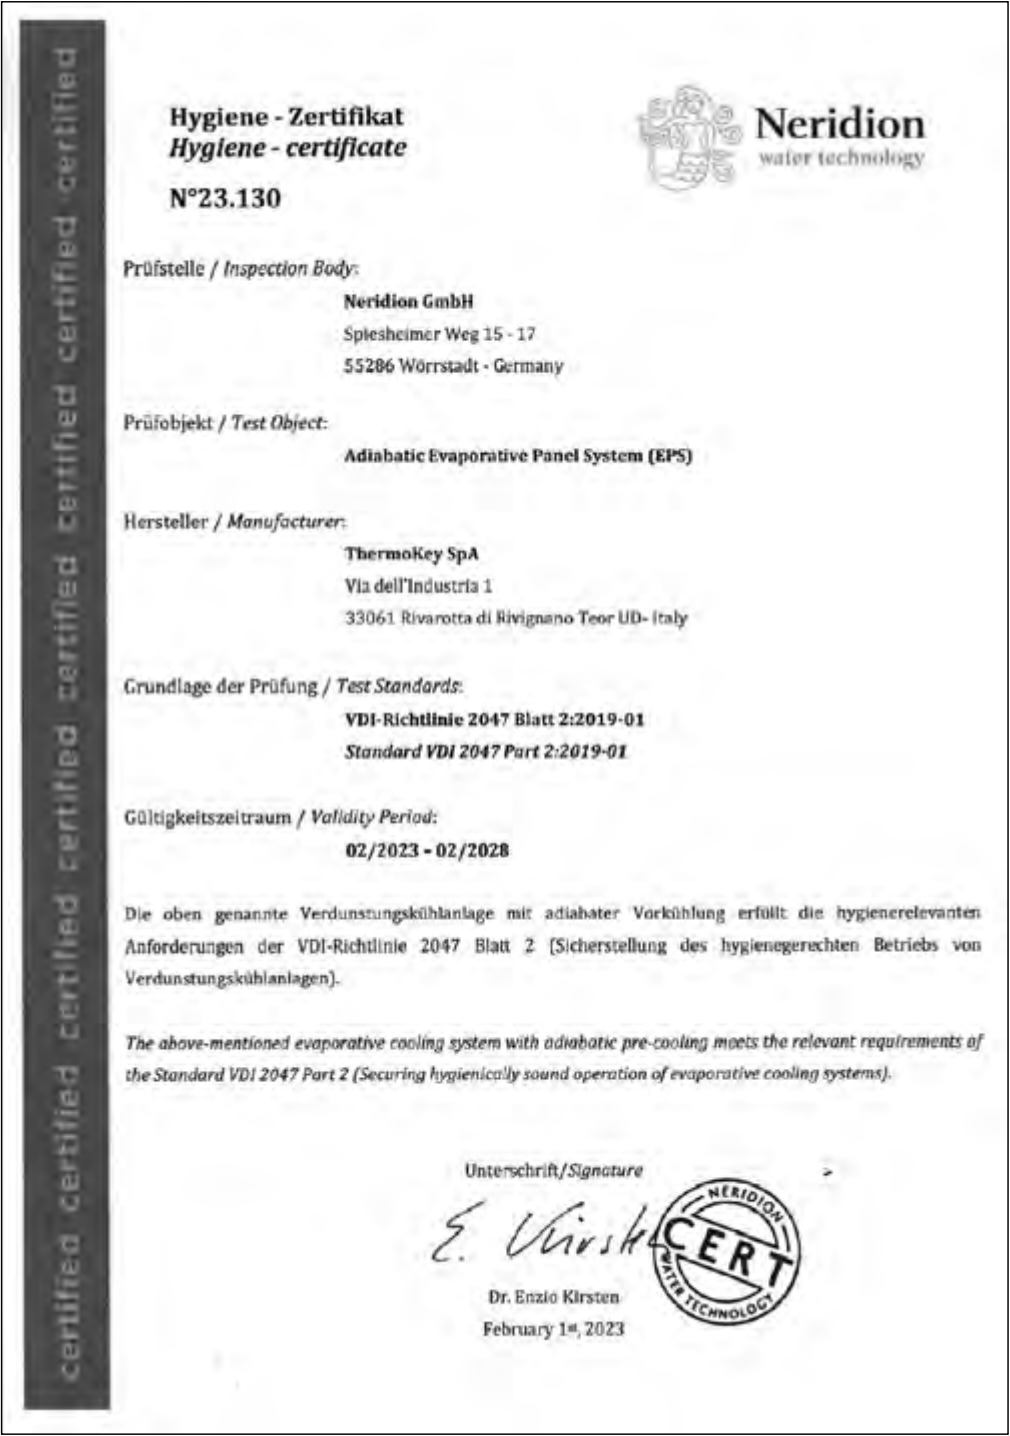 certified certified certified certified certified certified certified certified
Hygiene - Zertifikat
Hygiene - certificate
N°23.130
Neridion
water technology
Prüfstelle / Inspection Body:
Neridion GmbH
Spiesheimer Weg 15 - 17
55286 Wörrstadt - Germany
Prüfobjekt / Test Object:
Adiabatic Evaporative Panel System (EPS)
Hersteller / Manufacturer:
ThermoKey SpA
Via dell'Industria 1
33061 Rivarotta di Rivignano Teor UD- Italy
Grundlage der Prüfung / Test Standards:
VDI-Richtlinie 2047 Blatt 2:2019-01
Standard VDI 2047 Part 2:2019-01
Gültigkeitszeitraum / Validity Period:
02/2023 - 02/2028
Die oben genannte Verdunstungskühlanlage mit adiabater Vorkühlung erfüllt die hygienerelevanten
Anforderungen der VDI-Richtlinie 2047 Blatt 2 (Sicherstellung des hygienegerechten Betriebs von
Verdunstungskühlanlagen).
The above-mentioned evaporative cooling system with adiabatic pre-cooling meets the relevant requirements of
the Standard VDI 2047 Part 2 (Securing hygienically sound operation of evaporative cooling systems).
Unterschrift/Signature
E. Kirsten
NERIDION
CERT
WATER TECHNOLOGY
Dr. Enzio Kirsten
February 1st, 2023